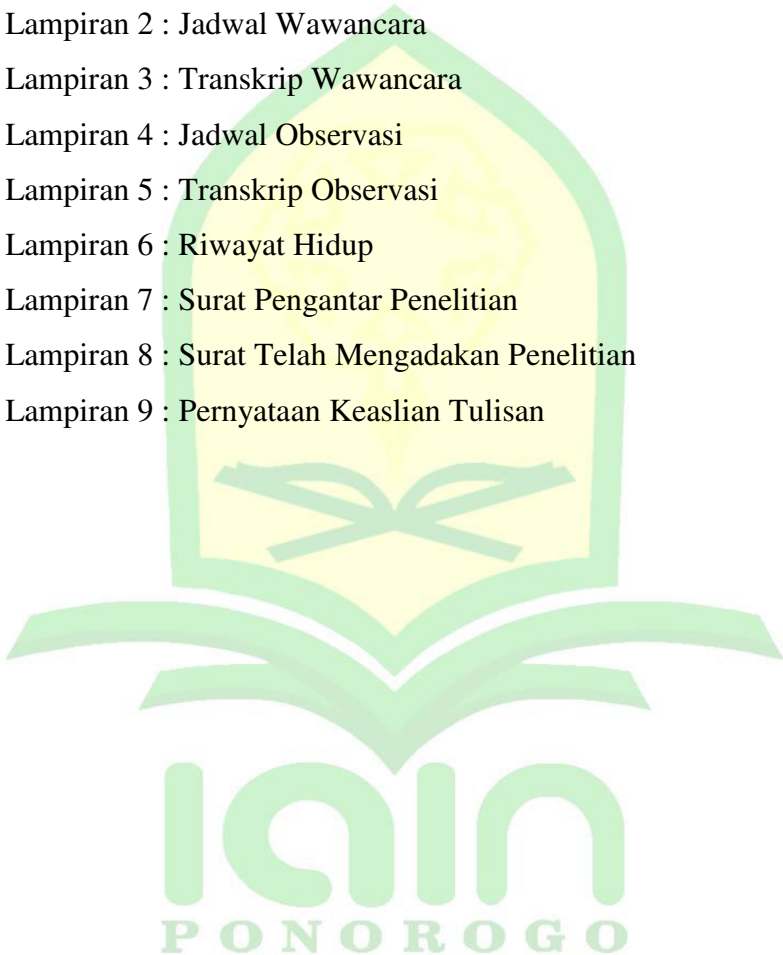 Lampiran 2 : Jadwal Wawancara
Lampiran 3 : Transkrip Wawancara
Lampiran 4 : Jadwal Observasi
Lampiran 5 : Transkrip Observasi
Lampiran 6 : Riwayat Hidup
Lampiran 7 : Surat Pengantar Penelitian
Lampiran 8 : Surat Telah Mengadakan Penelitian
Lampiran 9 : Pernyataan Keaslian Tulisan
iain
PONOROGO